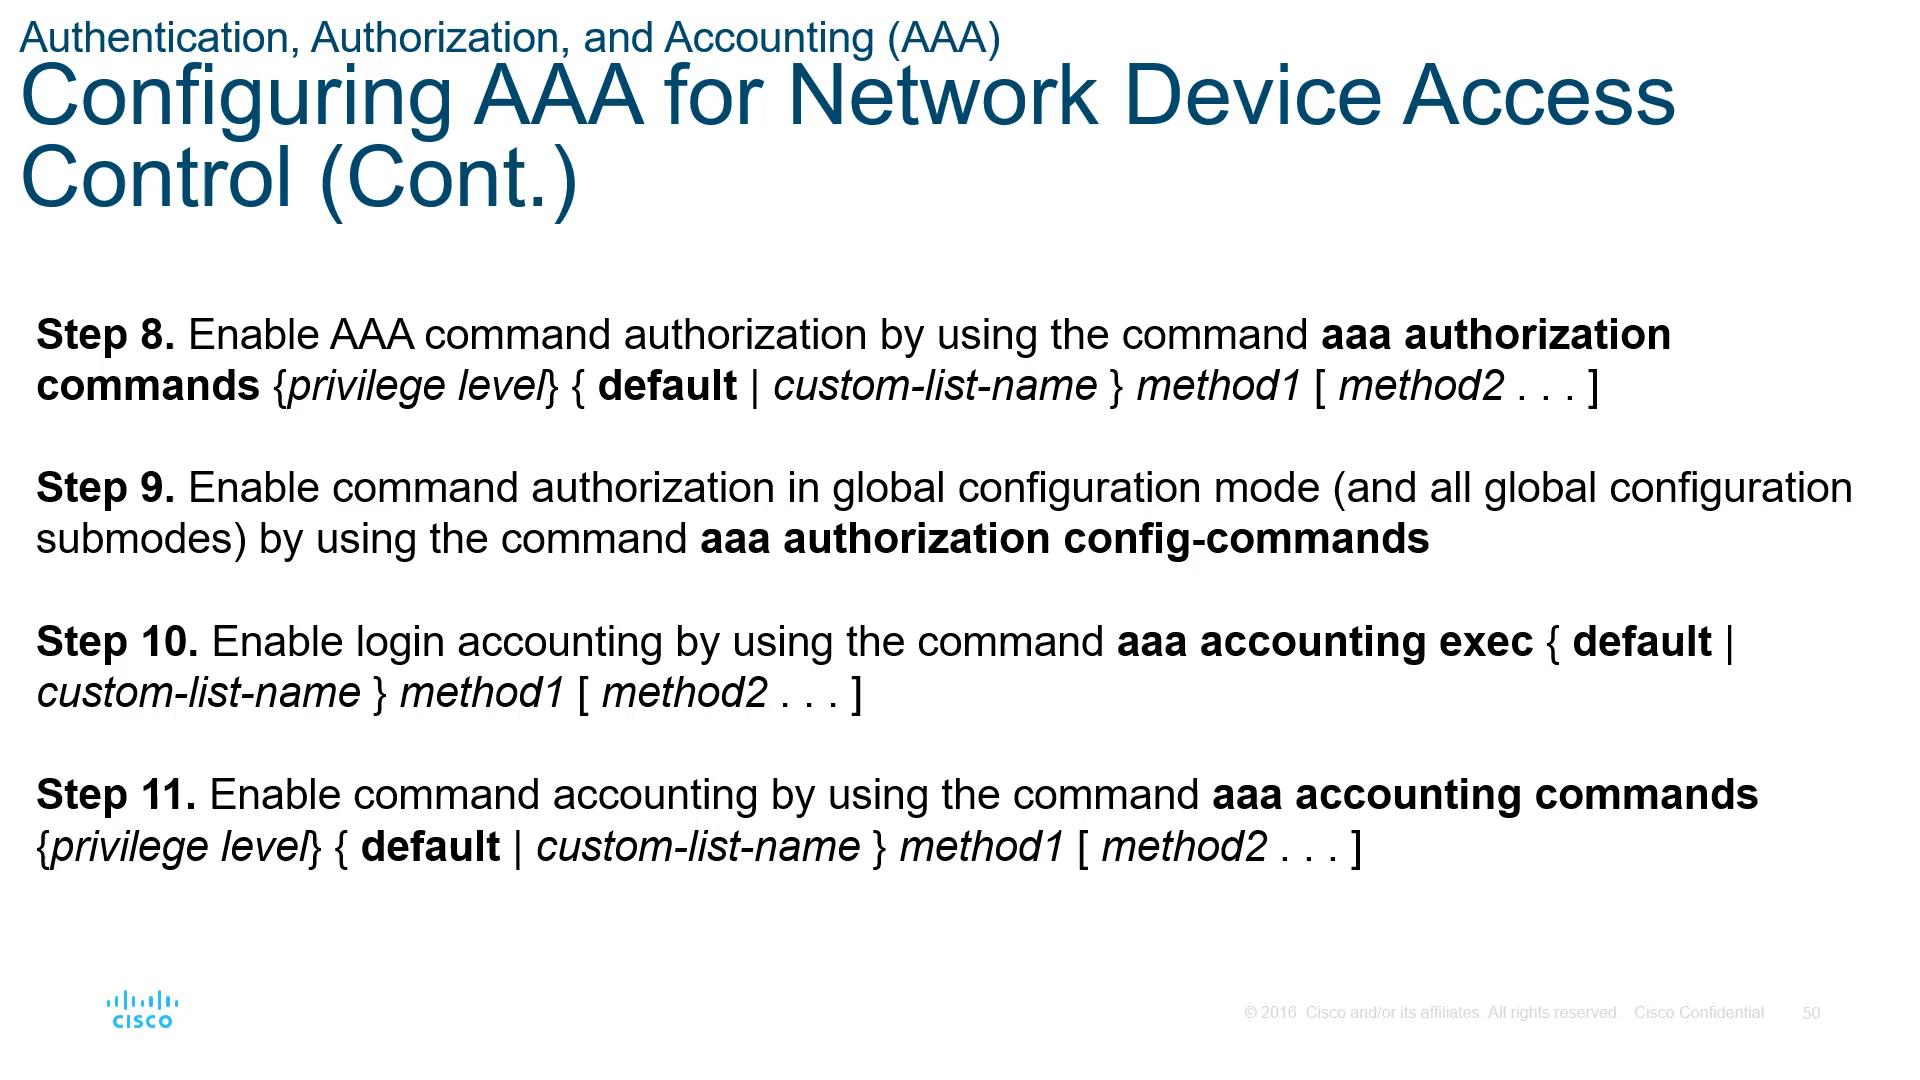 Authentication, Authorization, and Accounting (AAA)
Configuring AAA for Network Device Access
Control (Cont.)
Step 8. Enable AAA command authorization by using the command aaa authorization
commands {privilege level} { default | custom-list-name } method1 [ method2 . . . ]
Step 9. Enable command authorization in global configuration mode (and all global configuration
submodes) by using the command aaa authorization config-commands
Step 10. Enable login accounting by using the command aaa accounting exec { default |
custom-list-name } method1 [ method2 . . . ]
Step 11. Enable command accounting by using the command aaa accounting commands
{privilege level} { default | custom-list-name } method1 [ method2 . . . ]
CISCO
© 2016 Cisco and/or its affiliates. All rights reserved. Cisco Confidential 50